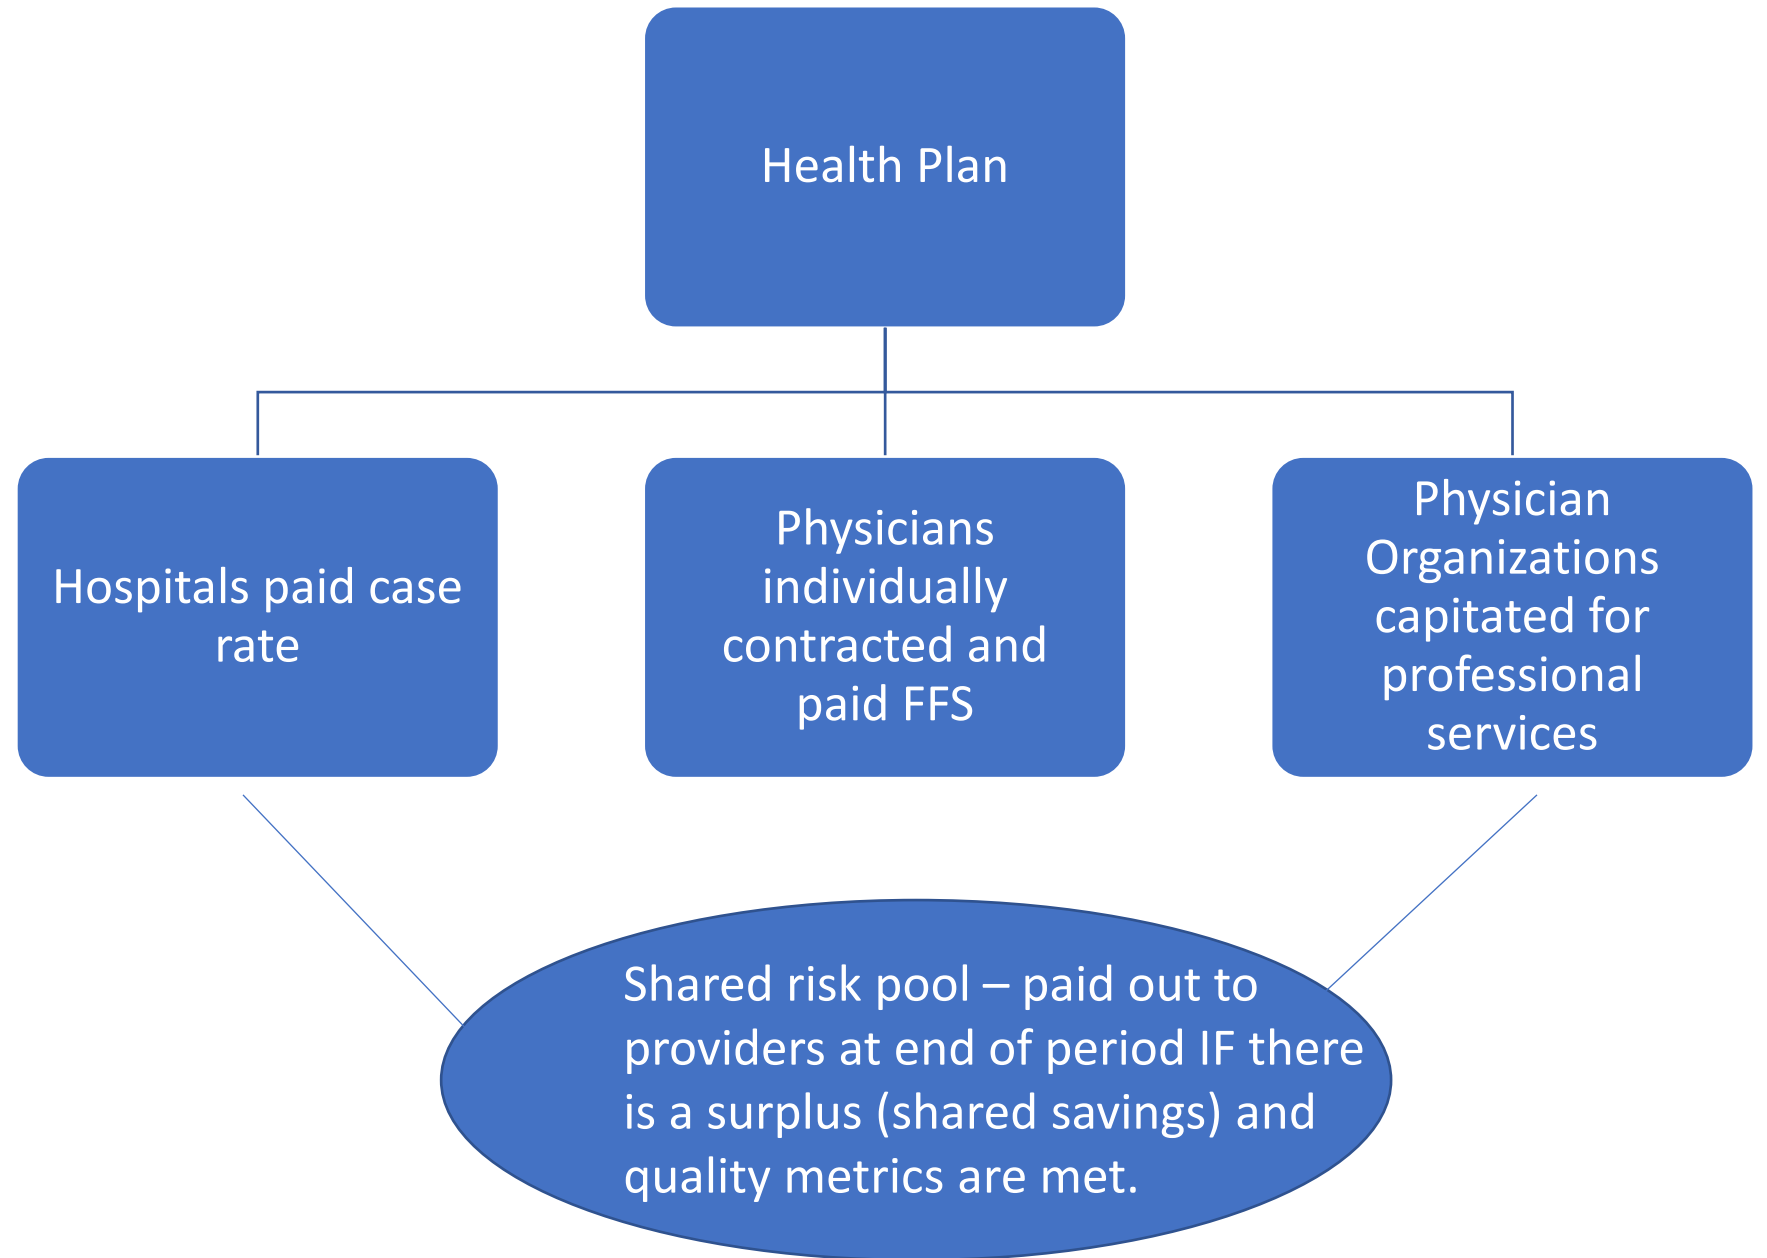 Health Plan
Hospitals paid case
rate
Physicians
individually
contracted and
paid FFS
Physician
Organizations
capitated for
professional
services
Shared risk pool – paid out to
providers at end of period IF there
is a surplus (shared savings) and
quality metrics are met.